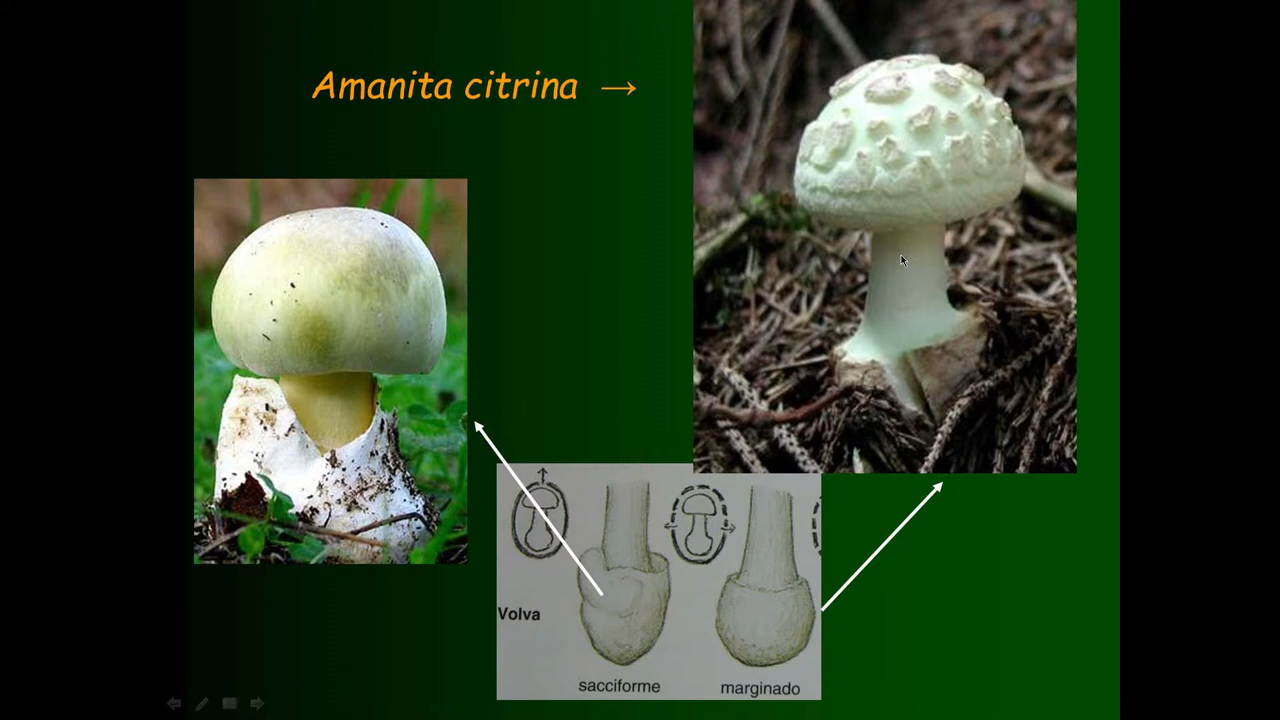 Amanita citrina →
Volva
sacciforme
marginado